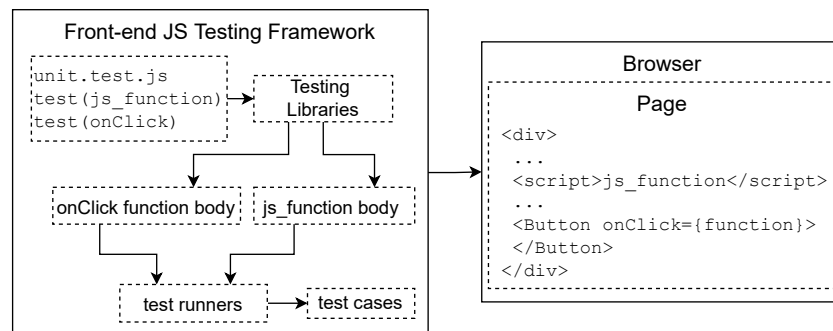 Front-end JS Testing Framework
unit.test.js
test(js_function)
test(onClick)
Testing
Libraries
onClick function body
js_function body
test runners
test cases
Browser
Page
<div>
...
<script>js_function</script>
...
<Button onClick={function}>
</Button>
</div>